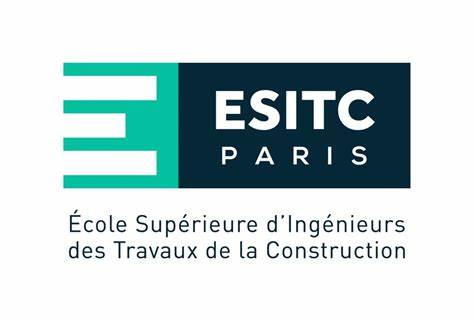 ESITC
PARIS
École Supérieure d'Ingénieurs
des Travaux de la Construction